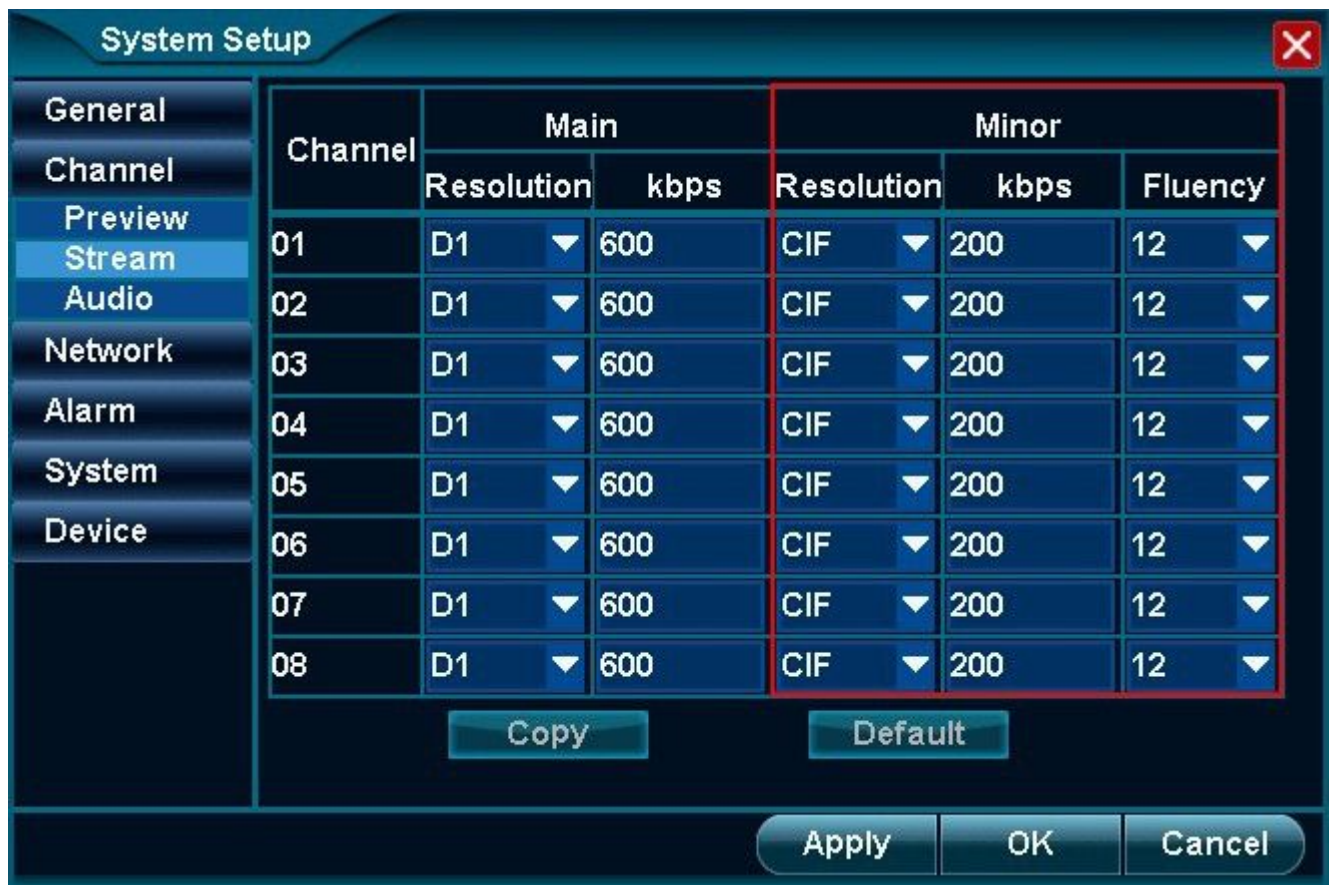 System Setup
General
Channel
Preview
Stream
Audio
Network
Alarm
System
Device
Channel Main Minor
Resolution kbps Resolution kbps Fluency
01 D1 600 CIF 200 12
02 D1 600 CIF 200 12
03 D1 600 CIF 200 12
04 D1 600 CIF 200 12
05 D1 600 CIF 200 12
06 D1 600 CIF 200 12
07 D1 600 CIF 200 12
08 D1 600 CIF 200 12
Copy Default
Apply OK Cancel